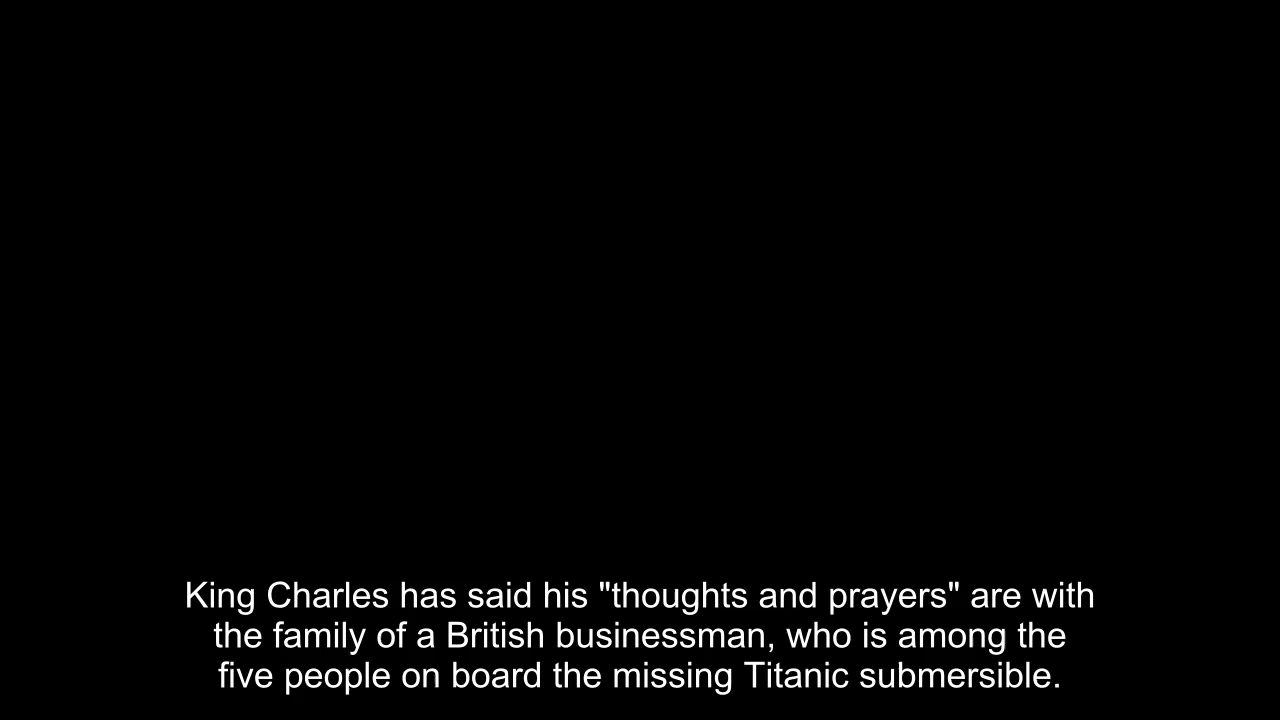 King Charles has said his "thoughts and prayers" are with
the family of a British businessman, who is among the
five people on board the missing Titanic submersible.